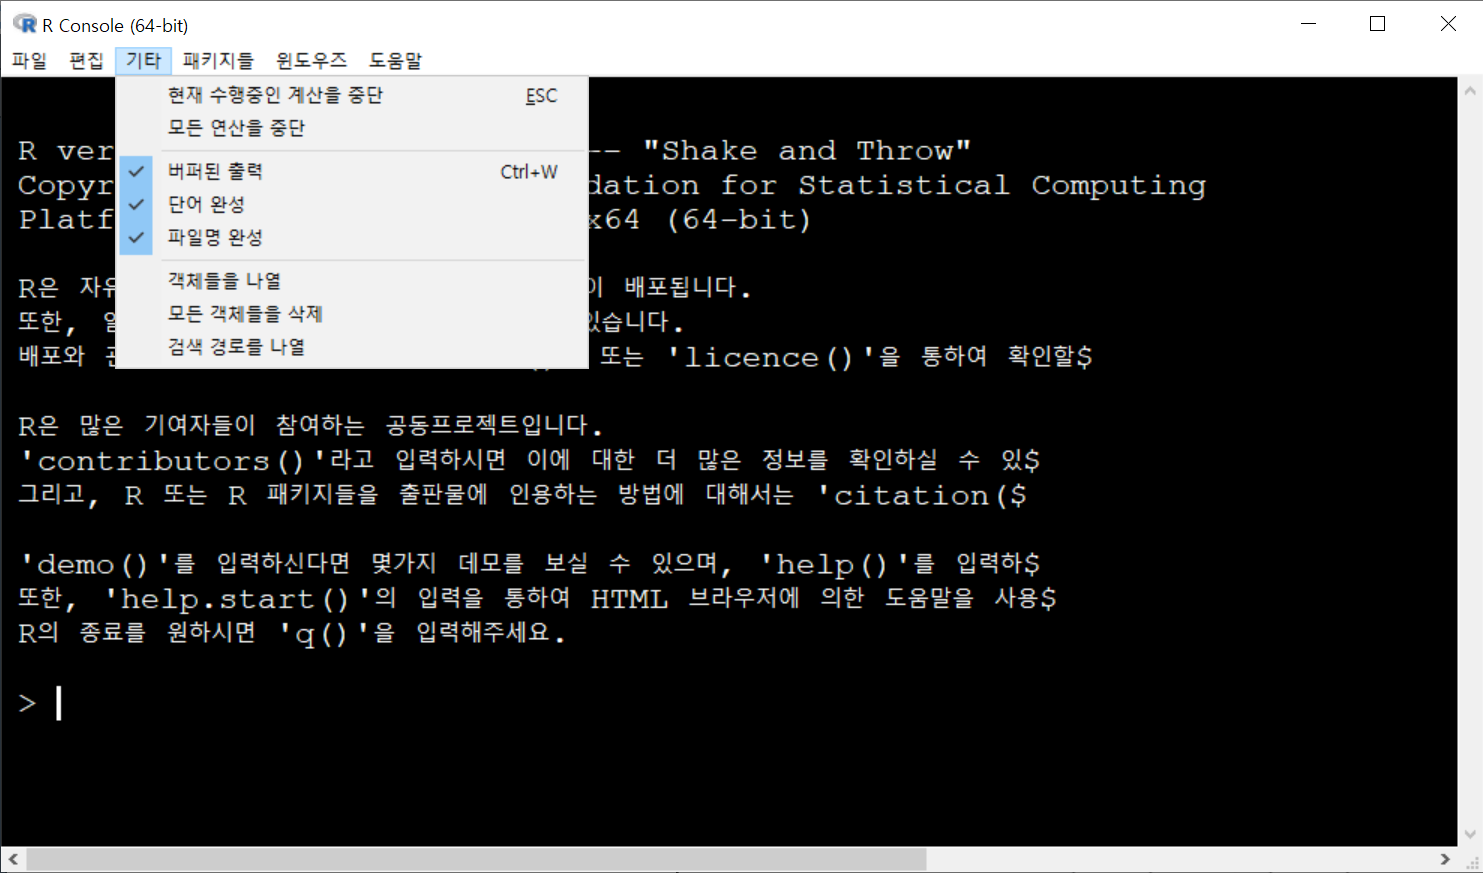 R Console (64-bit)
파일 편집 기타 패키지들 윈도우즈 도움말
현재 수행중인 계산을 중단 ESC
모든 연산을 중단
버퍼된 출력 Ctrl+W
단어 완성
파일명 완성
객체들을 나열
모든 객체들을 삭제
검색 경로를 나열
R ver -- "Shake and Throw"
Copyr dation for Statistical Computing
Platf x64 (64-bit)
R은 자유 이 배포됩니다.
또한, 있습니다.
배포와 또는 'licence()'을 통하여 확인할$
R은 많은 기여자들이 참여하는 공동프로젝트입니다.
'contributors()'라고 입력하시면 이에 대한 더 많은 정보를 확인하실 수 있$
그리고, R 또는 R 패키지들을 출판물에 인용하는 방법에 대해서는 'citation($
'demo()'를 입력하신다면 몇가지 데모를 보실 수 있으며, 'help()'를 입력하$
또한, 'help.start()'의 입력을 통하여 HTML 브라우저에 의한 도움말을 사용$
R의 종료를 원하시면 'q()'을 입력해주세요.
>